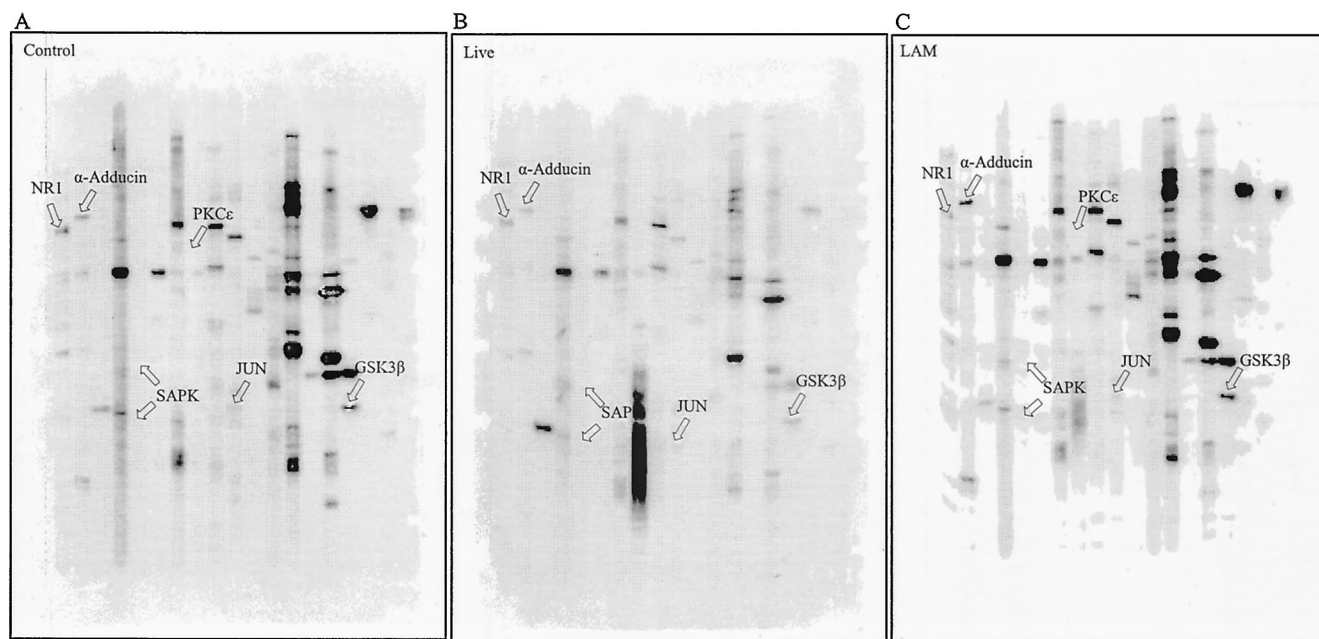 A
Control
NR1
α-Adducin
PKCε
SAPK
JUN
GSK3β
B
Live
NR1
α-Adducin
SAP
JUN
GSK3β
C
LAM
NR1
α-Adducin
PKCε
SAPK
JUN
GSK3β